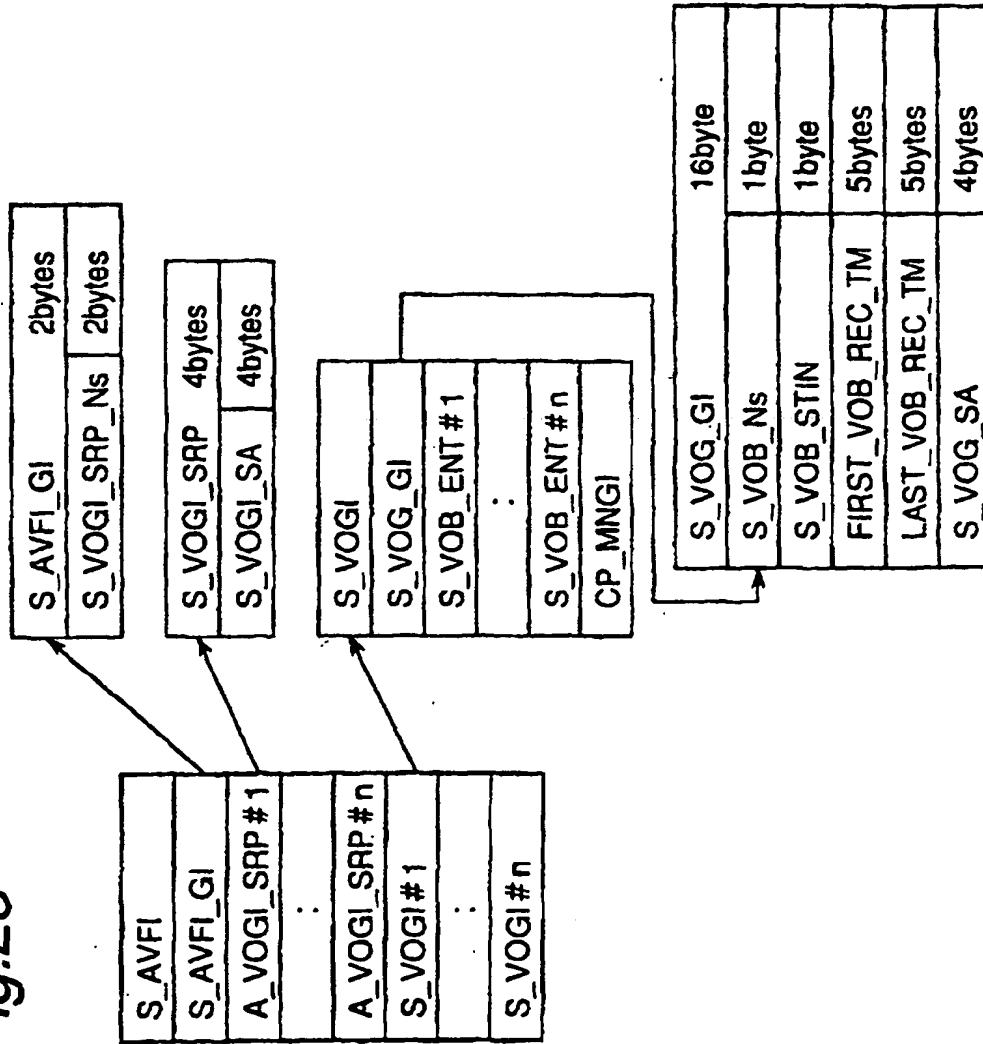 S_AVFI
S_AVFI_GI
A_VOGI_SRP#1
:
A_VOGI_SRP#n
S_VOGI#1
:
S_VOGI#n
S_AVFI_GI 2bytes
S_VOGI_SRP_Ns 2bytes
S_VOGI_SRP 4bytes
S_VOGI_SA 4bytes
S_VOGI
S_VOG_GI
S_VOB_ENT#1
:
S_VOB_ENT#n
CP_MNGI
S_VOG_GI 16byte
S_VOB_Ns 1byte
S_VOB_STIN 1byte
FIRST_VOB_REC_TM 5bytes
LAST_VOB_REC_TM 5bytes
S_VOG_SA 4bytes